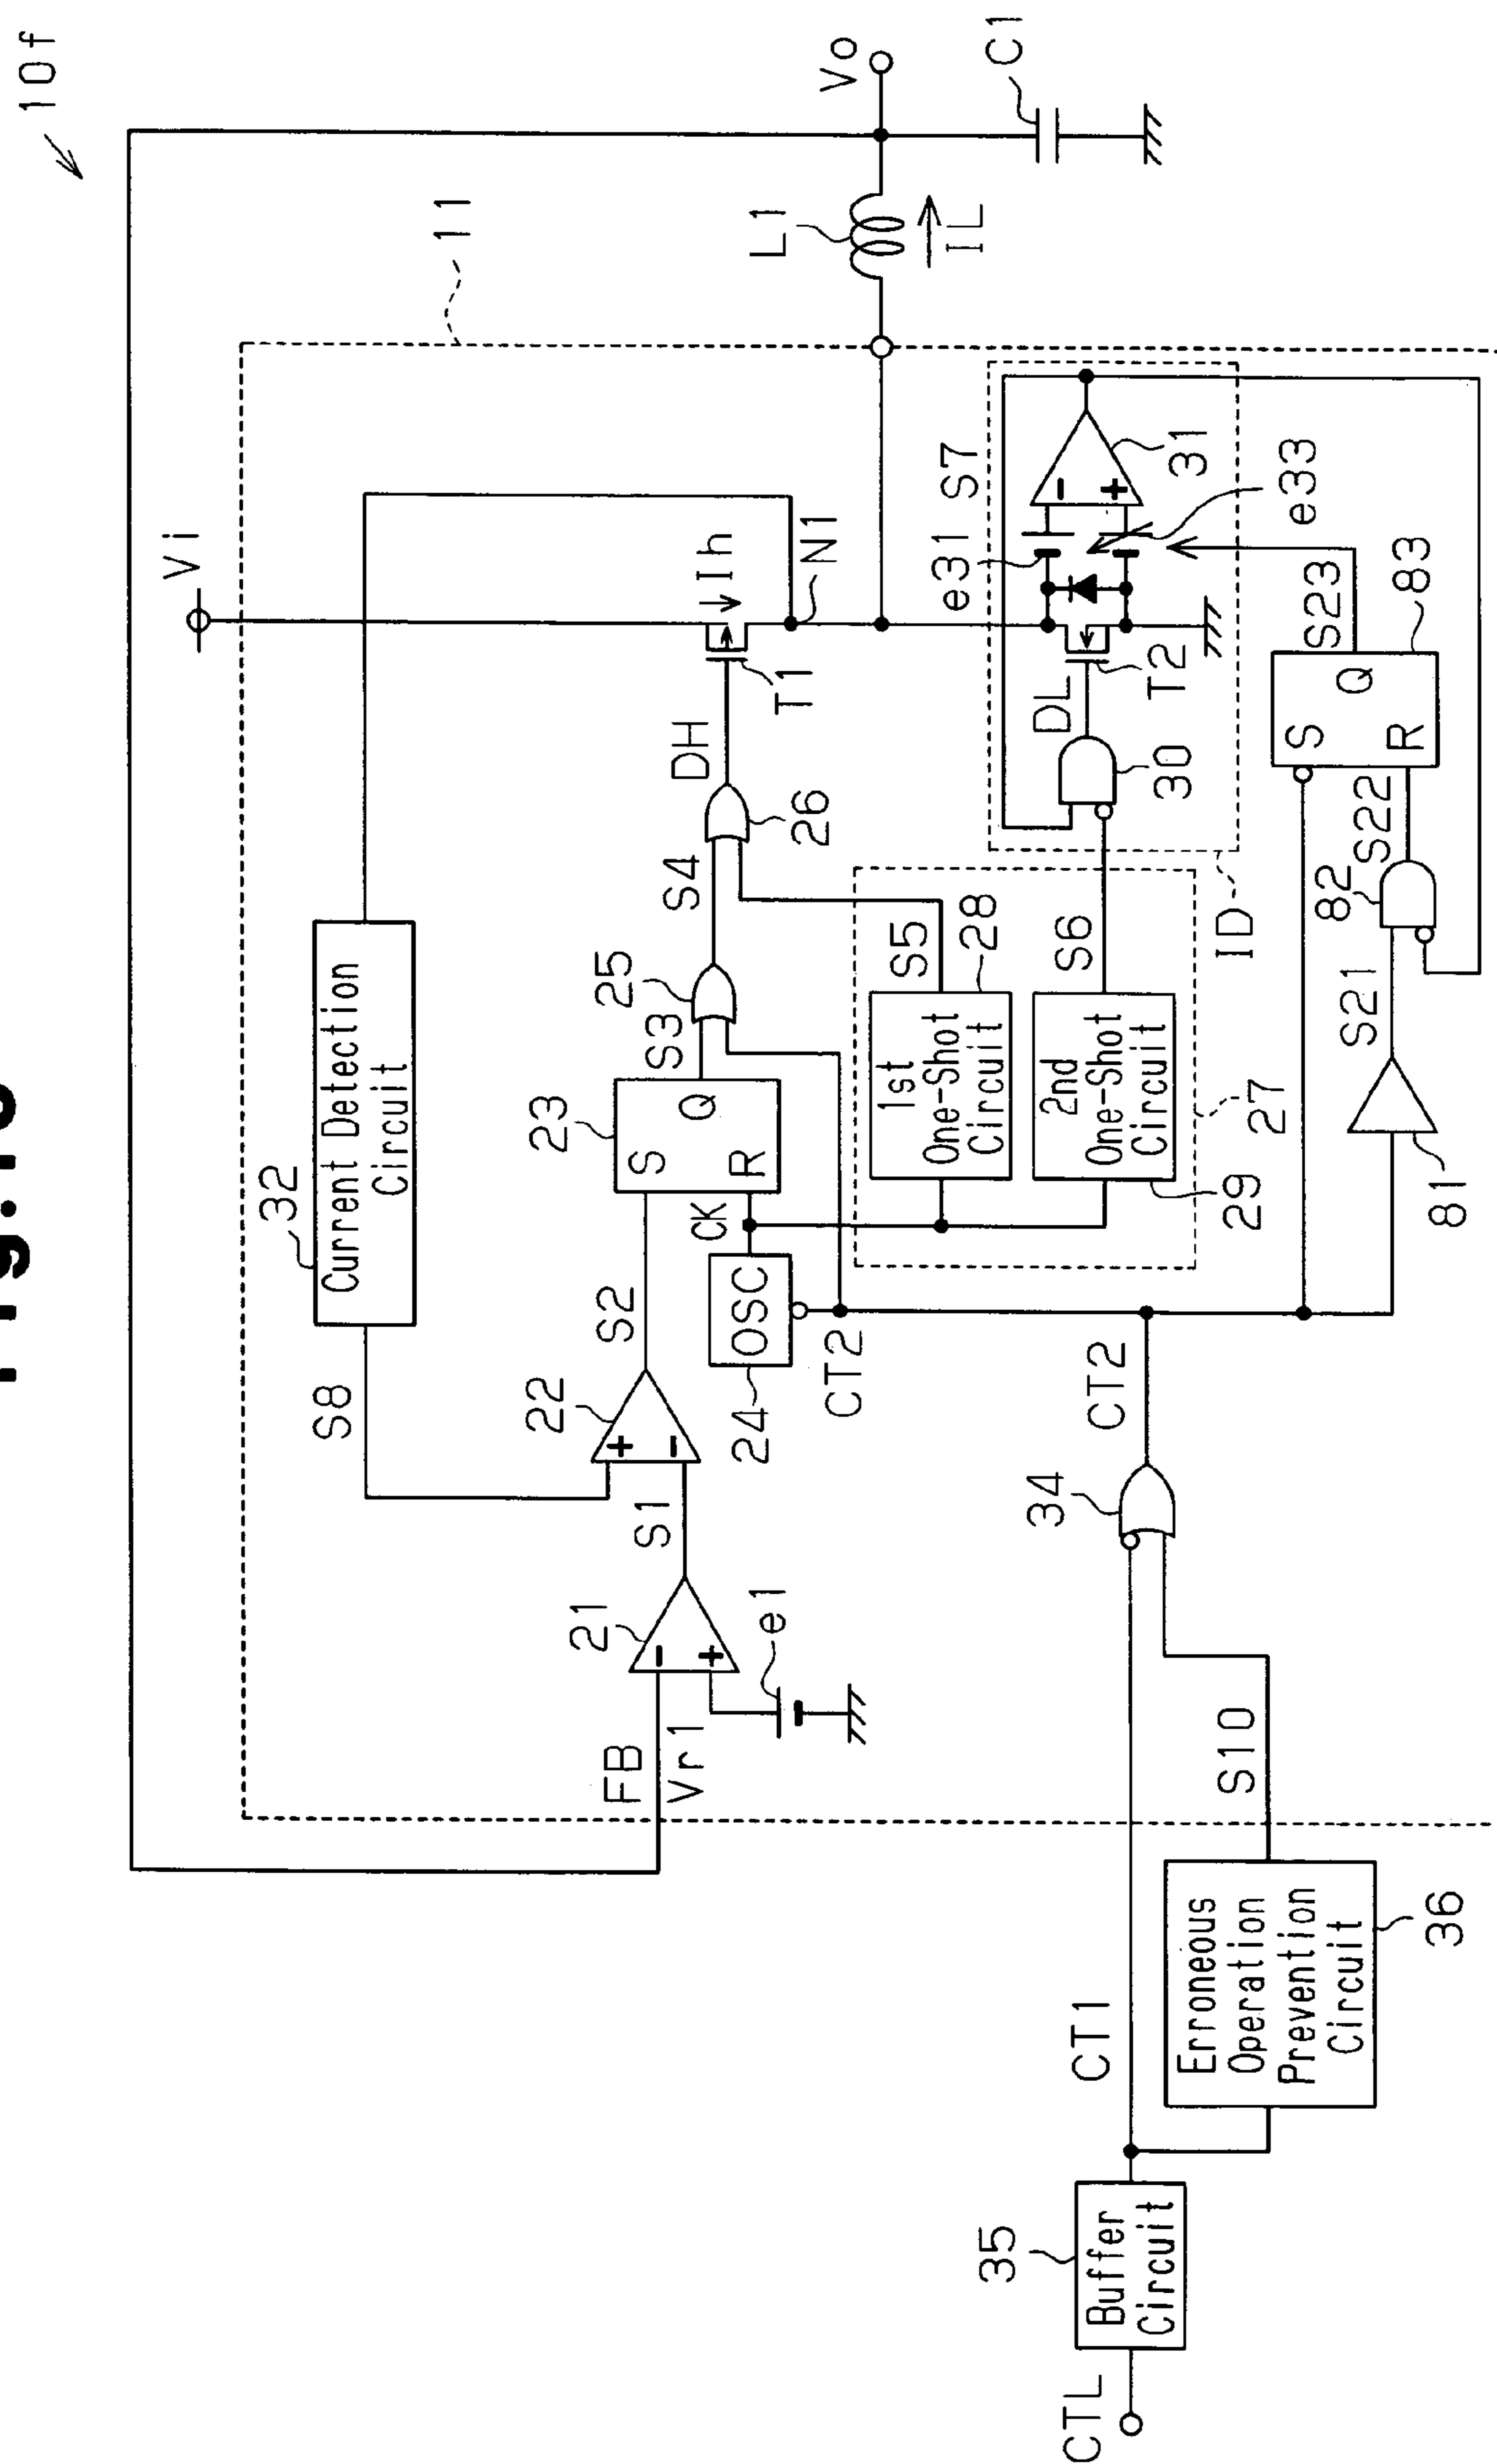 10f
11
Vi
Vo
C1
L1
IL
32
Current Detection
Circuit
S8
Ih
N1
T1
DH
26
S4
25
S3
23
S
R
Q
CK
OSC
24
S2
22
+
−
S1
21
−
+
FB
Vr1
e1
CT2
1st
One-Shot
Circuit
28
S5
2nd
One-Shot
Circuit
29
S6
27
ID
S7
e31
31
−
+
e33
DL
T2
30
S23
83
S
R
Q
S22
82
S21
81
CT2
34
S10
CT1
Erroneous
Operation
Prevention
Circuit
36
35
Buffer
Circuit
CTL